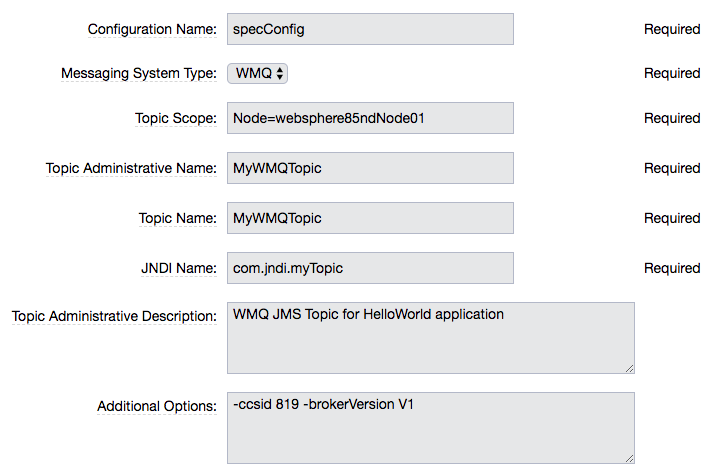 Configuration Name: specConfig Required
Messaging System Type: WMQ Required
Topic Scope: Node=websphere85ndNode01 Required
Topic Administrative Name: MyWMQTopic Required
Topic Name: MyWMQTopic Required
JNDI Name: com.jndi.myTopic Required
Topic Administrative Description: WMQ JMS Topic for HelloWorld application
Additional Options: -ccsid 819 -brokerVersion V1